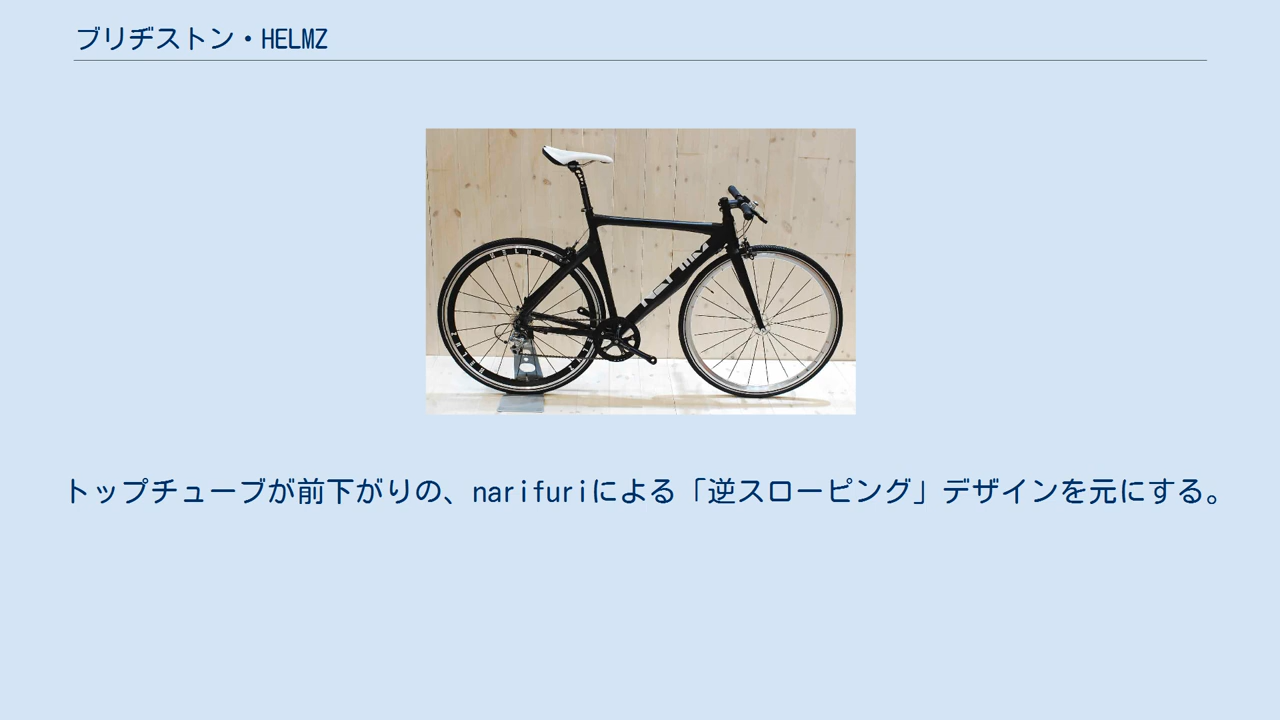 ブリヂストン・HELMZ
HELMZ
HELMZ
トップチューブが前下がりの、narifuriによる「逆スローピング」デザインを元にする。